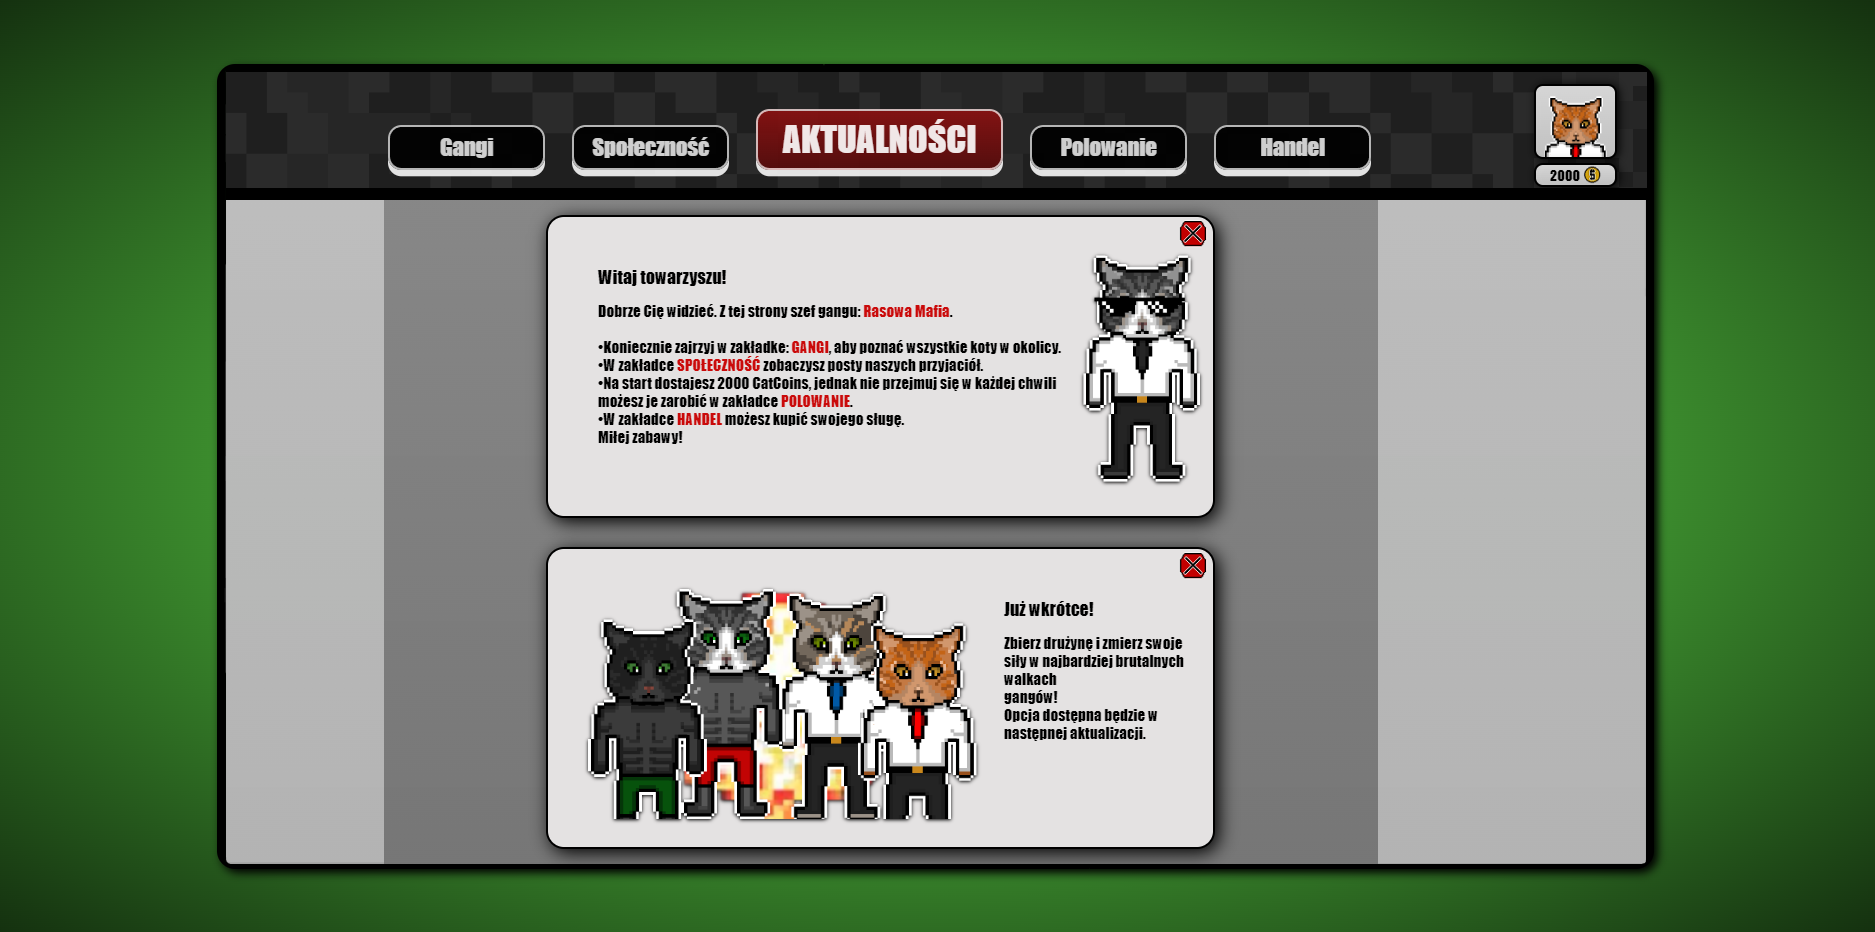 Gangi
Społeczność
AKTUALNOŚCI
Polowanie
Handel
2000
Witaj towarzyszu!
Dobrze Cię widzieć. Z tej strony szef gangu: Rasowa Mafia.
•Koniecznie zajrzyj w zakładke: GANGI, aby poznać wszystkie koty w okolicy.
•W zakładce SPOŁECZNOŚĆ zobaczysz posty naszych przyjaciół.
•Na start dostajesz 2000 CatCoins, jednak nie przejmuj się w każdej chwili
możesz je zarobić w zakładce POLOWANIE.
•W zakładce HANDEL możesz kupić swojego sługę.
Miłej zabawy!
Już wkrótce!
Zbierz drużynę i zmierz swoje
siły w najbardziej brutalnych
walkach
gangów!
Opcja dostępna będzie w
następnej aktualizacji.